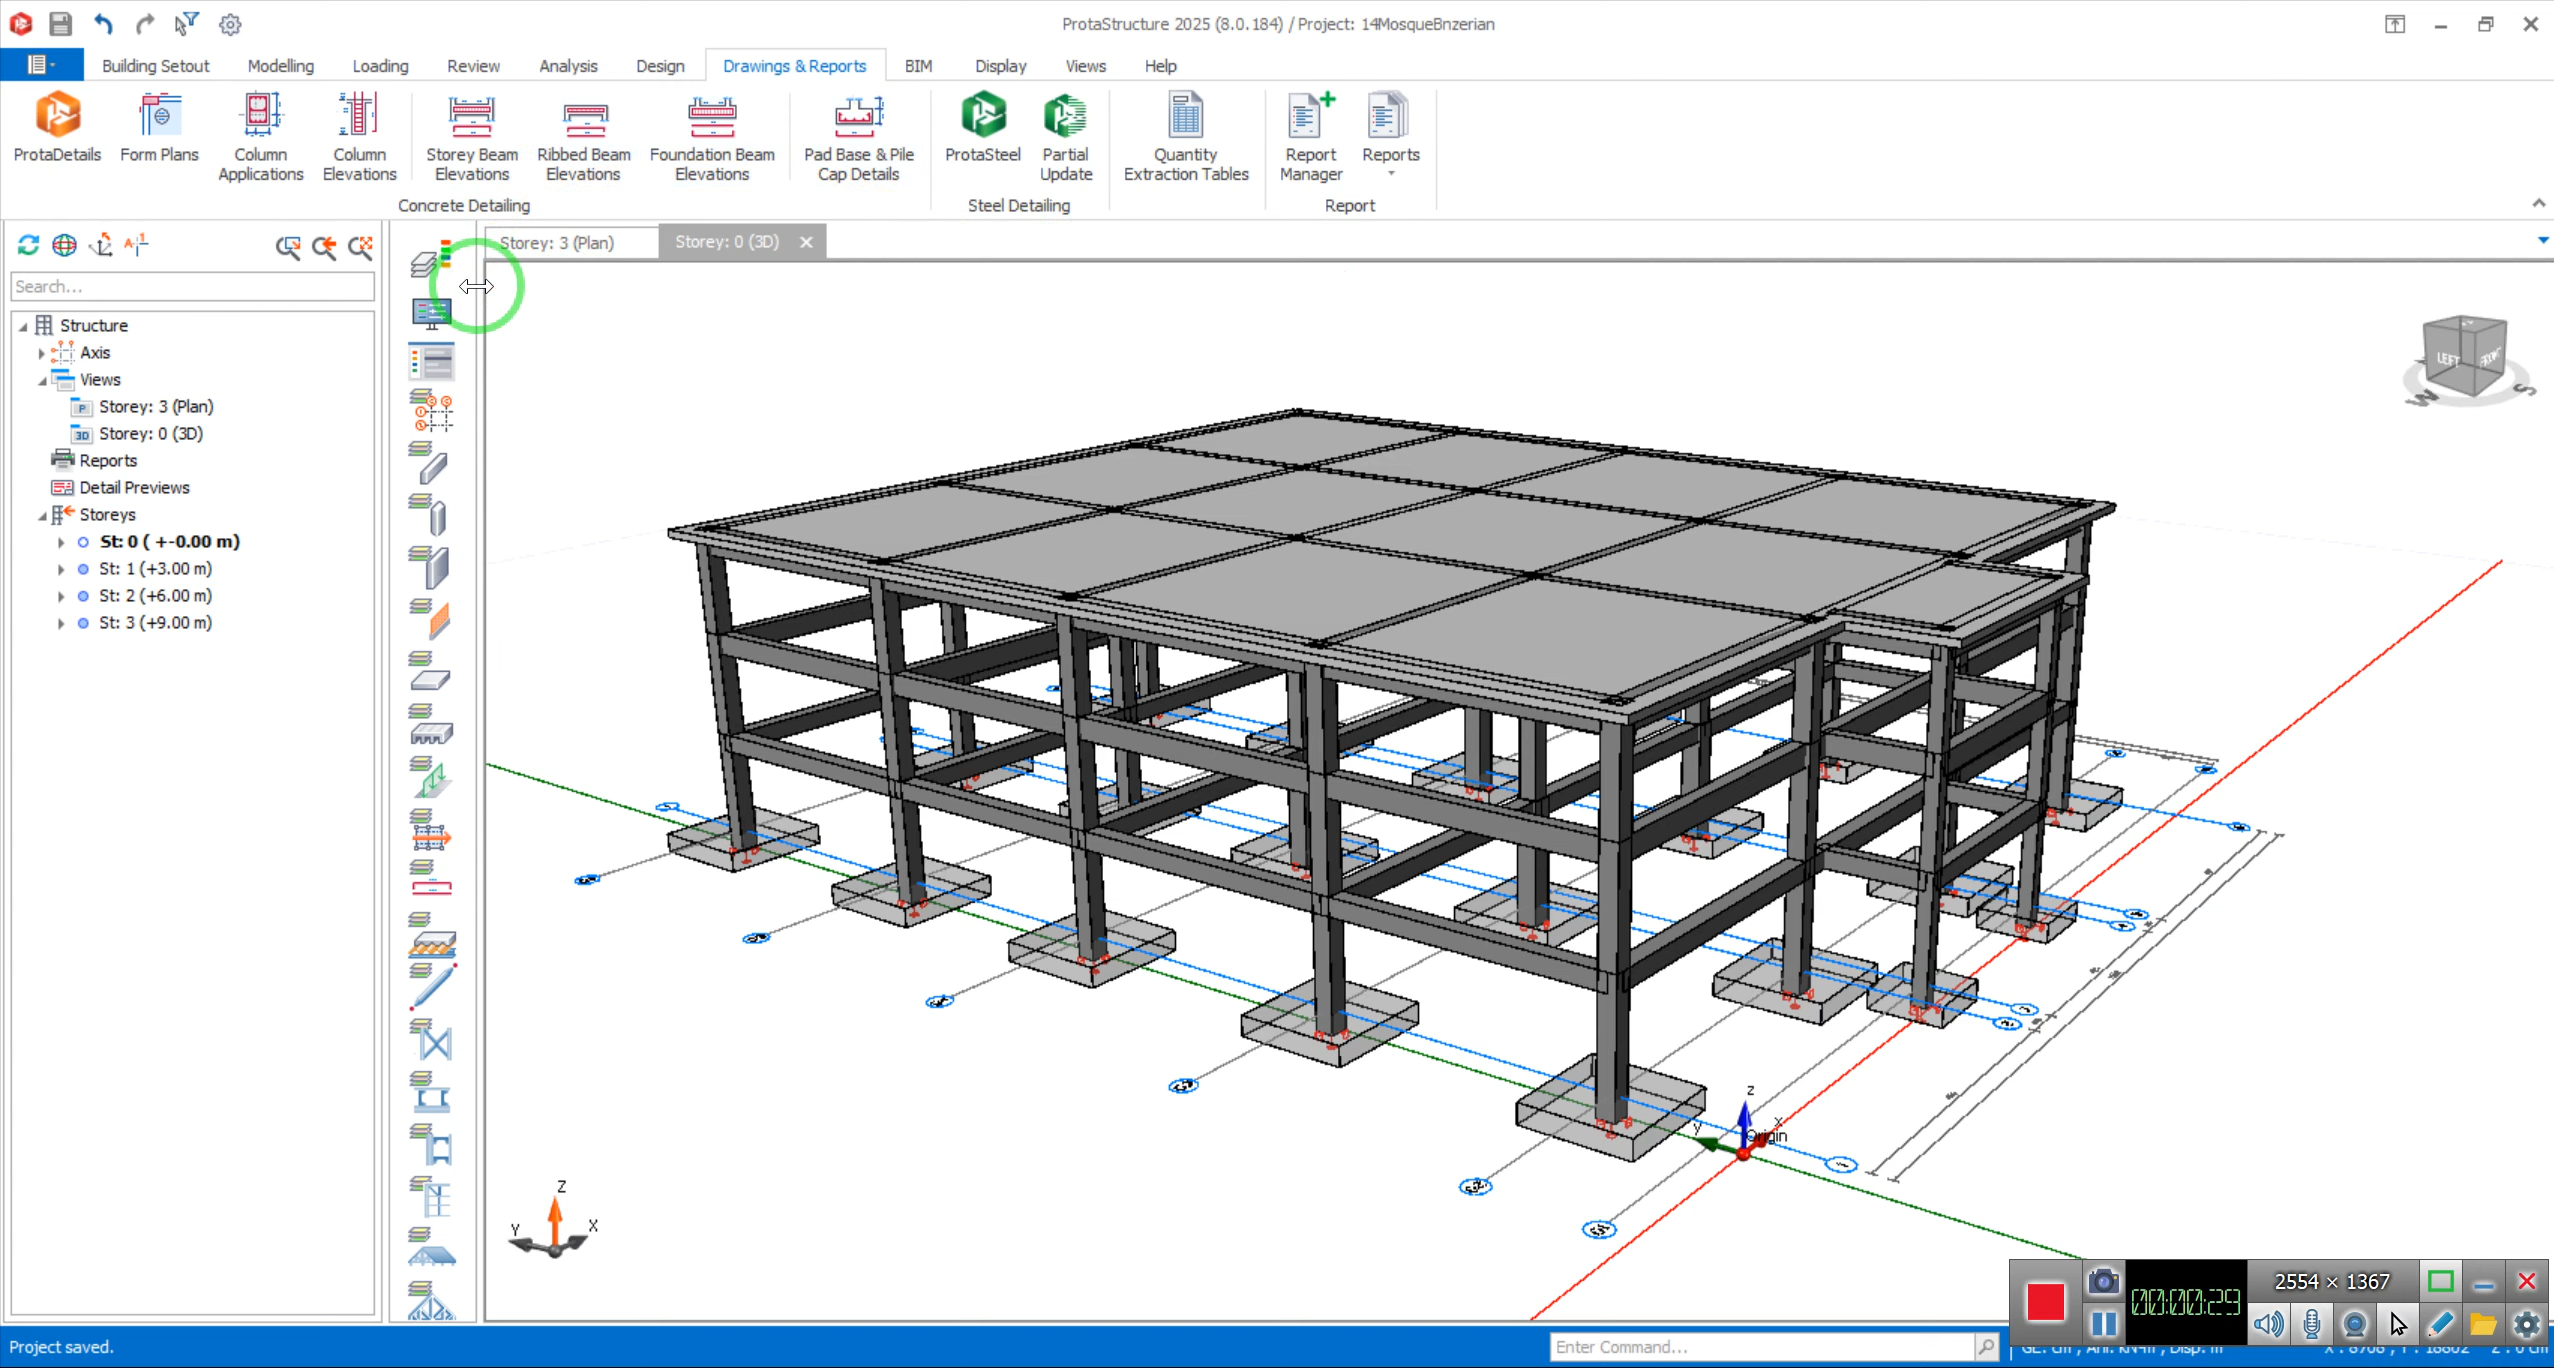 ProtaStructure 2025 (8.0.184) / Project: 14MosqueBnzerian
Building Setout Modelling Loading Review Analysis Design Drawings & Reports BIM Display Views Help
ProtaDetails Form Plans Column Applications Column Elevations Storey Beam Elevations Ribbed Beam Elevations Foundation Beam Elevations Pad Base & Pile Cap Details ProtaSteel Partial Update Quantity Extraction Tables Report Manager Reports
Concrete Detailing Steel Detailing Report
Storey: 3 (Plan) Storey: 0 (3D)
Search...
Structure
Axis
Views
Storey: 3 (Plan)
Storey: 0 (3D)
Reports
Detail Previews
Storeys
St: 0 ( +-0.00 m)
St: 1 (+3.00 m)
St: 2 (+6.00 m)
St: 3 (+9.00 m)
LEFT FRONT
W S
Z
X
Y
Origin
Z
Y X
2554 × 1367
00:00:29
Project saved.
Enter Command...